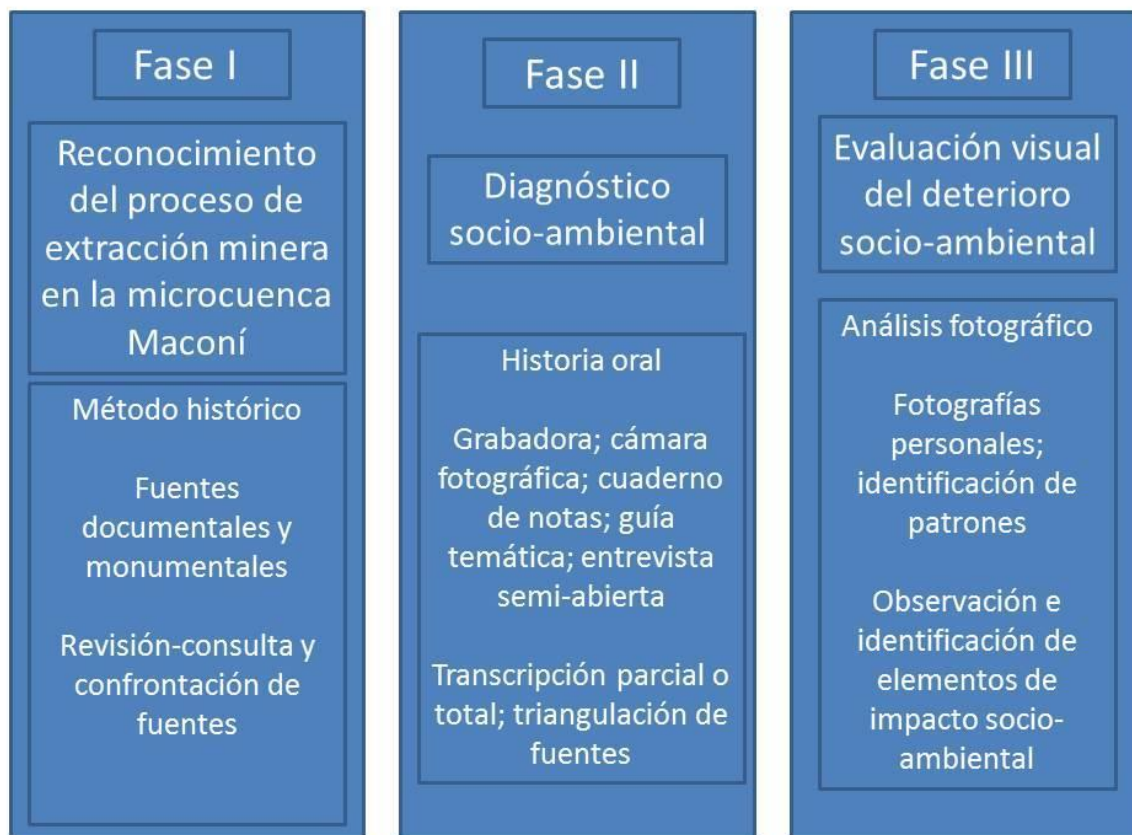 Fase I
Reconocimiento
del proceso de
extracción minera
en la microcuenca
Maconí
Método histórico
Fuentes
documentales y
monumentales
Revisión-consulta y
confrontación de
fuentes
Fase II
Diagnóstico
socio-ambiental
Historia oral
Grabadora; cámara
fotográfica; cuaderno
de notas; guía
temática; entrevista
semi-abierta
Transcripción parcial o
total; triangulación de
fuentes
Fase III
Evaluación visual
del deterioro
socio-ambiental
Análisis fotográfico
Fotografías
personales;
identificación de
patrones
Observación e
identificación de
elementos de
impacto socio-
ambiental